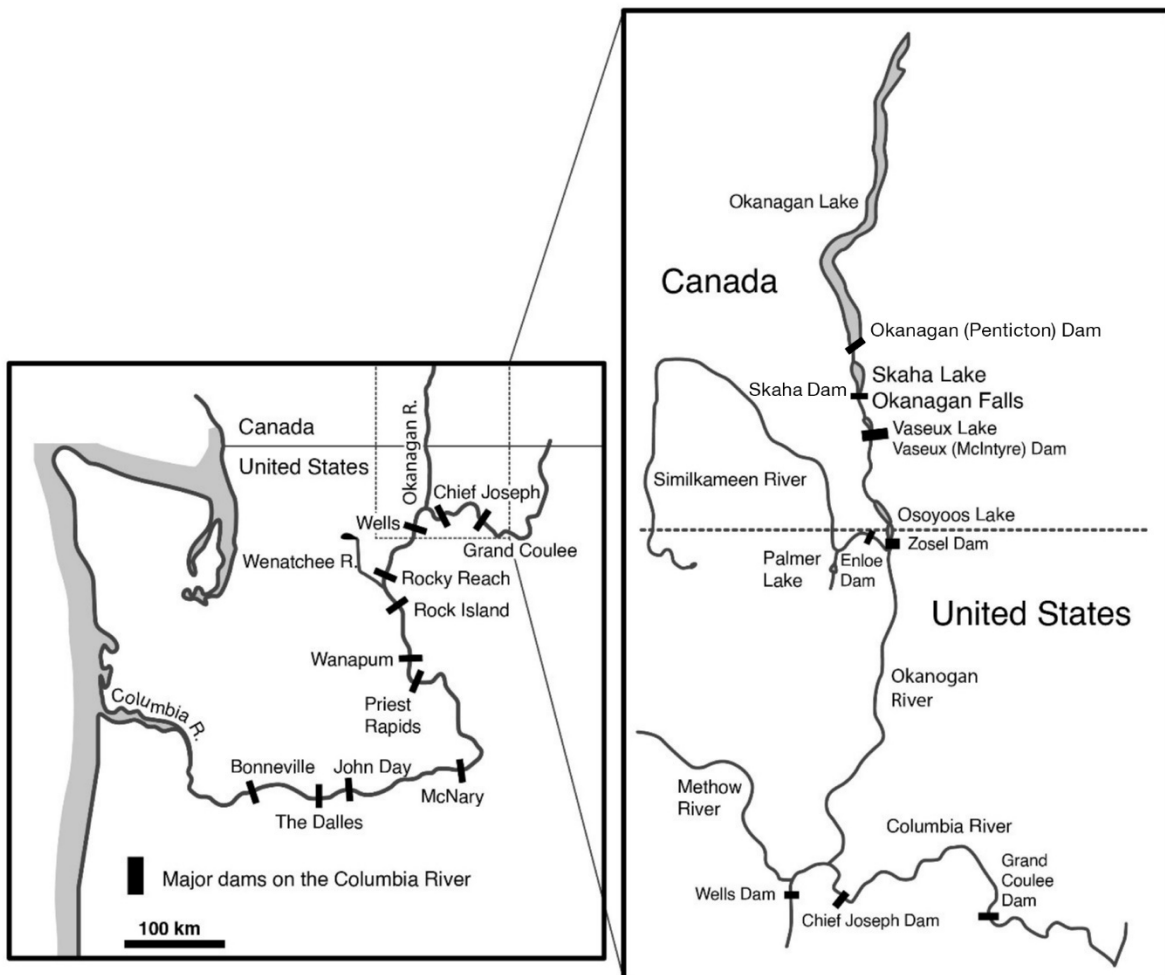 Canada
United States
Okanagan R.
Chief Joseph
Wells
Grand Coulee
Wenatchee R.
Rocky Reach
Rock Island
Wanapum
Priest
Rapids
Columbia R.
Bonneville
John Day
McNary
The Dalles
Major dams on the Columbia River
100 km
Okanagan Lake
Canada
Okanagan (Penticton) Dam
Skaha Lake
Skaha Dam
Okanagan Falls
Vaseux Lake
Vaseux (McIntyre) Dam
Similkameen River
Osoyoos Lake
Zosel Dam
Palmer
Lake
Enloe
Dam
United States
Okanogan
River
Methow
River
Columbia River
Grand
Coulee
Dam
Wells Dam
Chief Joseph Dam